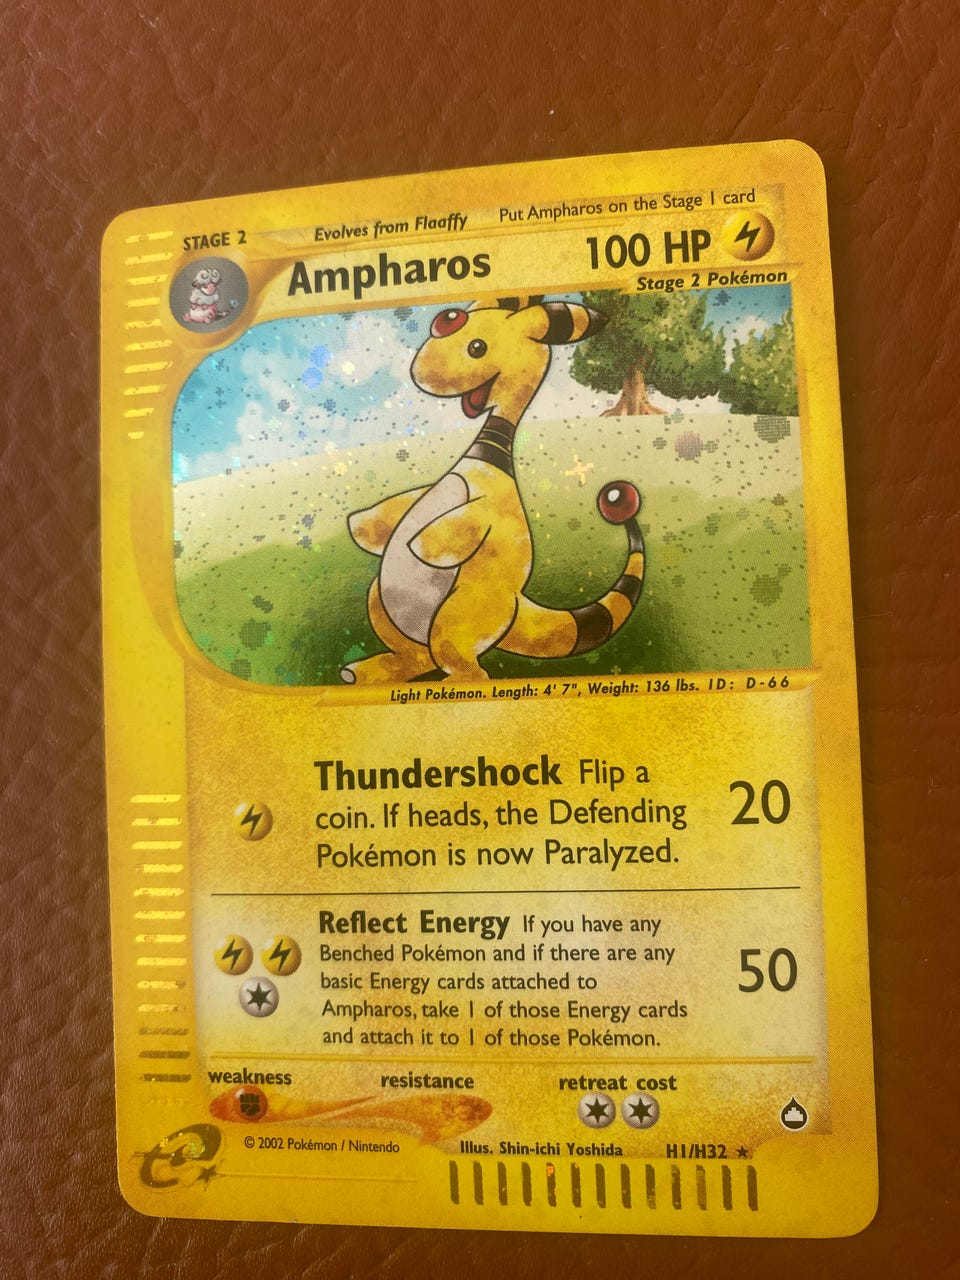 STAGE 2
Evolves from Flaaffy
Put Ampharos on the Stage 1 card
Ampharos
100 HP
Stage 2 Pokémon
Light Pokémon. Length: 4' 7", Weight: 136 lbs. ID: D-66
Thundershock Flip a
coin. If heads, the Defending
Pokémon is now Paralyzed.
20
Reflect Energy If you have any
Benched Pokémon and if there are any
basic Energy cards attached to
Ampharos, take 1 of those Energy cards
and attach it to 1 of those Pokémon.
50
weakness
resistance
retreat cost
© 2002 Pokémon / Nintendo
Illus. Shin-ichi Yoshida
H1/H32 ★
e